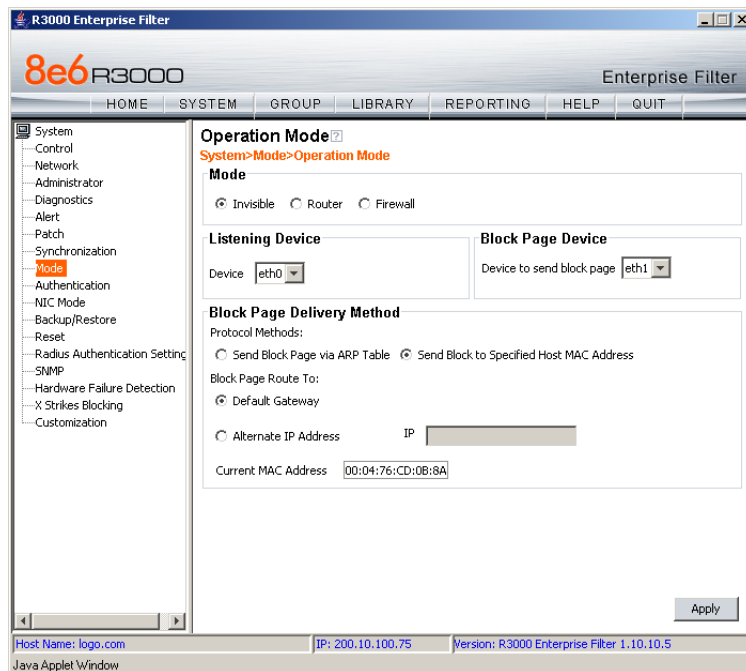 R3000 Enterprise Filter
8e6 R3000
Enterprise Filter
HOME SYSTEM GROUP LIBRARY REPORTING HELP QUIT
System
Control
Network
Administrator
Diagnostics
Alert
Patch
Synchronization
Mode
Authentication
NIC Mode
Backup/Restore
Reset
Radius Authentication Setting
SNMP
Hardware Failure Detection
X Strikes Blocking
Customization
Operation Mode ?
System>Mode>Operation Mode
Mode
Invisible Router Firewall
Listening Device
Device eth0
Block Page Device
Device to send block page eth1
Block Page Delivery Method
Protocol Methods:
Send Block Page via ARP Table Send Block to Specified Host MAC Address
Block Page Route To:
Default Gateway
Alternate IP Address IP
Current MAC Address 00:04:76:CD:0B:8A
Apply
Host Name: logo.com IP: 200.10.100.75 Version: R3000 Enterprise Filter 1.10.10.5
Java Applet Window